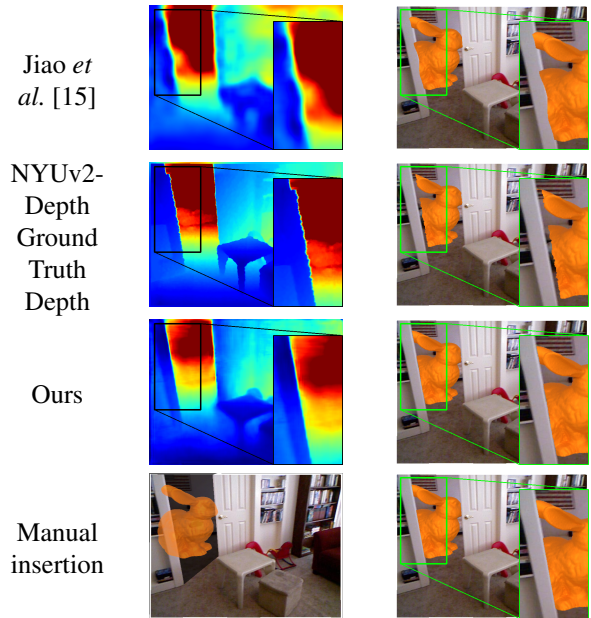 Jiao et
al. [15]
NYUv2-
Depth
Ground
Truth
Depth
Ours
Manual
insertion